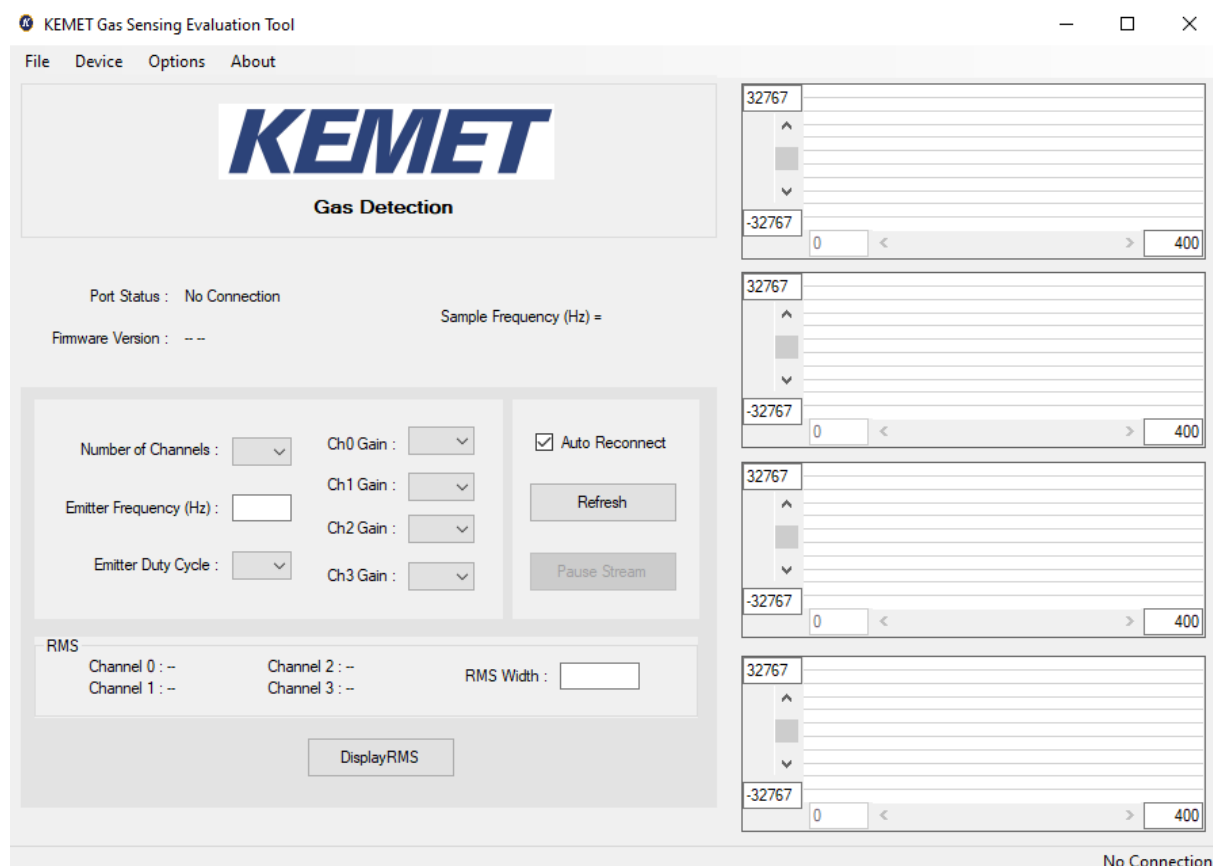 KEMET Gas Sensing Evaluation Tool
File Device Options About
KEMET
Gas Detection
Port Status : No Connection
Firmware Version : -- --
Sample Frequency (Hz) =
Number of Channels :
Emitter Frequency (Hz) :
Emitter Duty Cycle :
Ch0 Gain :
Ch1 Gain :
Ch2 Gain :
Ch3 Gain :
Auto Reconnect
Refresh
Pause Stream
RMS
Channel 0 : --
Channel 1 : --
Channel 2 : --
Channel 3 : --
RMS Width :
DisplayRMS
32767
-32767
0 400
32767
-32767
0 400
32767
-32767
0 400
32767
-32767
0 400
No Connection